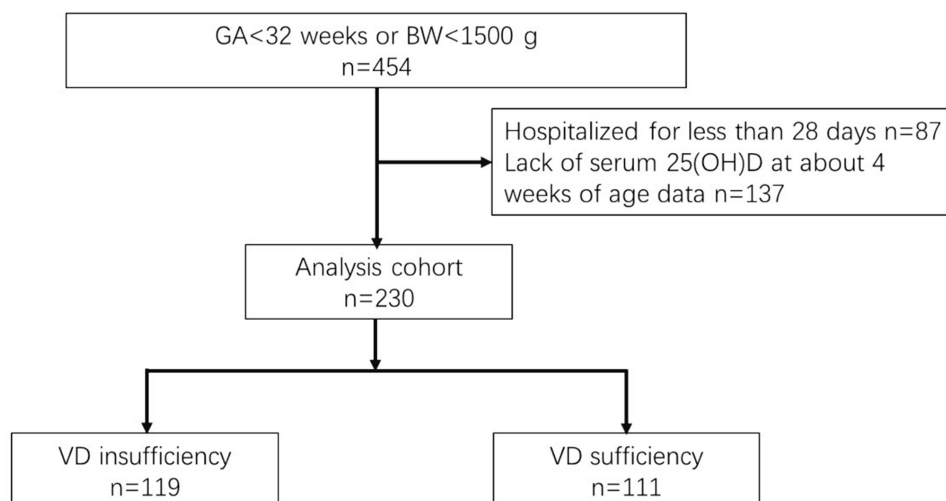 GA<32 weeks or BW<1500 g
n=454
Hospitalized for less than 28 days n=87
Lack of serum 25(OH)D at about 4
weeks of age data n=137
Analysis cohort
n=230
VD insufficiency
n=119
VD sufficiency
n=111